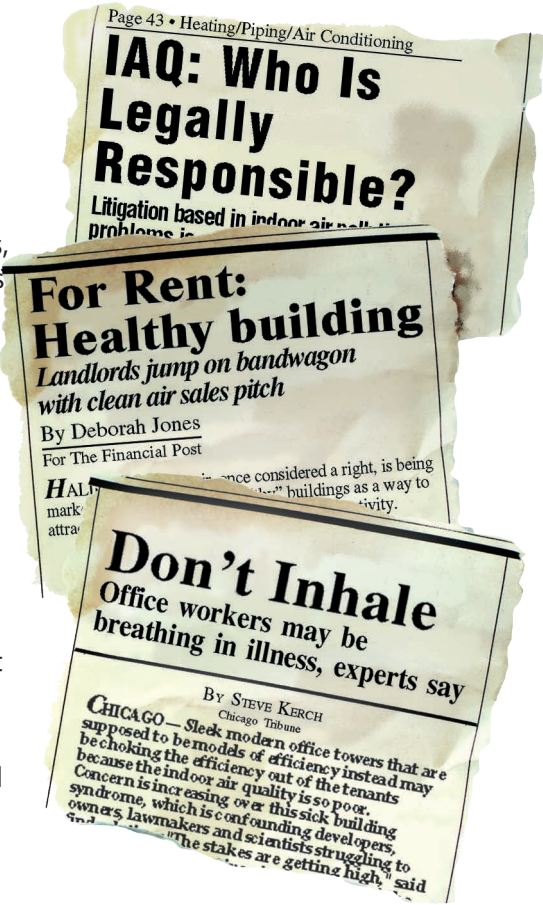 Page 43 • Heating/Piping/Air Conditioning
IAQ: Who Is
Legally
Responsible?
Litigation based in indoor air
problems is
For Rent:
Healthy building
Landlords jump on bandwagon
with clean air sales pitch
By Deborah Jones
For The Financial Post
once considered a right, is being
mark buildings as a way to
attra tivity.
Don't Inhale
Office workers may be
breathing in illness, experts say
By Steve Kerch
Chicago Tribune
CHICAGO — Sleek modern office towers that are
supposed to be models of efficiency instead may
be choking the efficiency out of the tenants
because the indoor air quality is so poor.
Concern is increasing over this sick building
syndrome, which is confounding developers,
owners, lawmakers and scientists struggling to
"The stakes are getting high," said